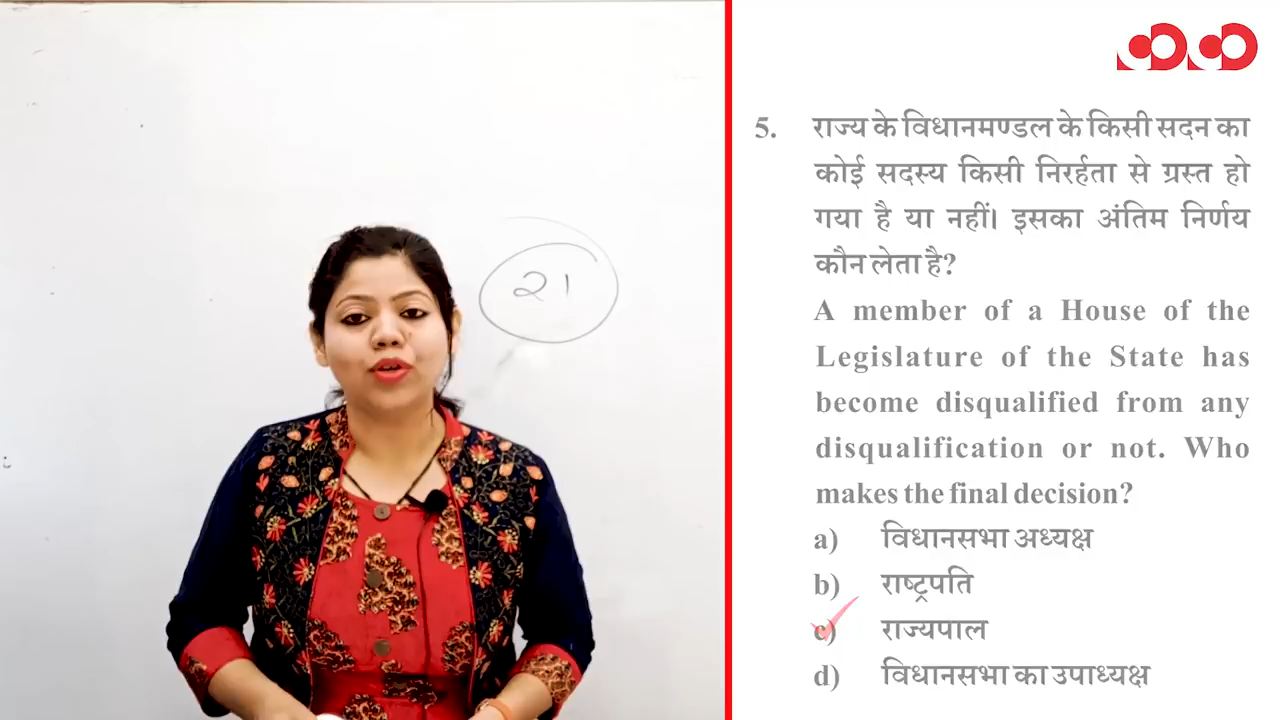 21
5. राज्य के विधानमण्डल के किसी सदन का
कोई सदस्य किसी निरर्हता से ग्रस्त हो
गया है या नहीं। इसका अंतिम निर्णय
कौन लेता है?
A member of a House of the
Legislature of the State has
become disqualified from any
disqualification or not. Who
makes the final decision?
a) विधानसभा अध्यक्ष
b) राष्ट्रपति
c) राज्यपाल
d) विधानसभा का उपाध्यक्ष